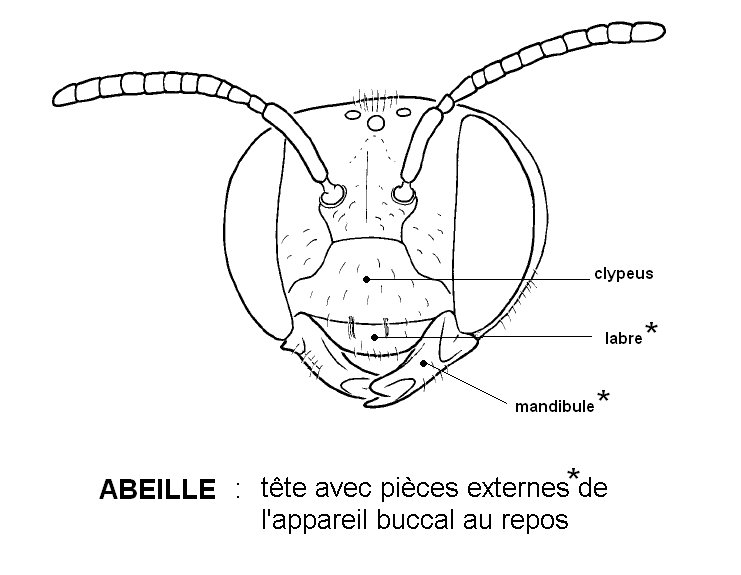 clypeus
labre*
mandibule*
ABEILLE : tête avec pièces externes*de
l'appareil buccal au repos